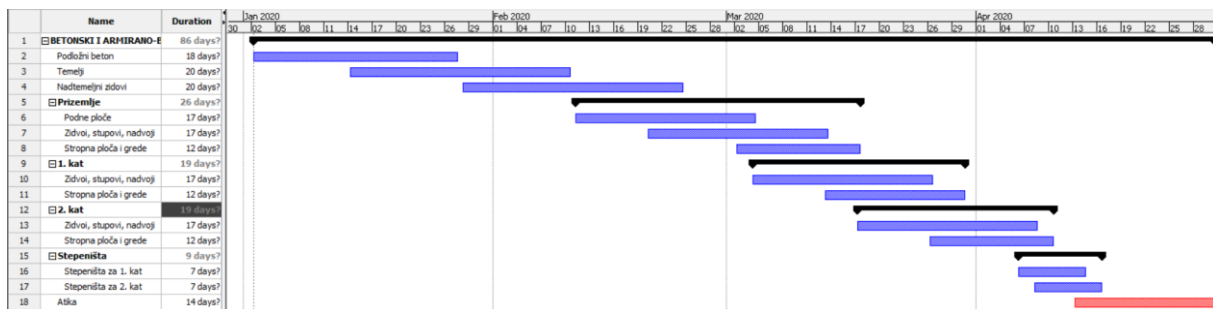 Name Duration Jan 2020 Feb 2020 Mar 2020 Apr 2020
30 02 05 08 11 14 17 20 23 26 29 01 04 07 10 13 16 19 22 25 28 02 05 08 11 14 17 20 23 26 29 01 04 07 10 13 16 19 22 25 28
1 BETONSKI I ARMIRANO-B 86 days?
2 Podložni beton 18 days?
3 Temelji 20 days?
4 Nadtemeljni zidovi 20 days?
5 Prizemlje 26 days?
6 Podne ploče 17 days?
7 Zidvoi, stupovi, nadvoji 17 days?
8 Stropna ploča i grede 12 days?
9 1. kat 19 days?
10 Zidvoi, stupovi, nadvoji 17 days?
11 Stropna ploča i grede 12 days?
12 2. kat 19 days?
13 Zidvoi, stupovi, nadvoji 17 days?
14 Stropna ploča i grede 12 days?
15 Stepeništa 9 days?
16 Stepeništa za 1. kat 7 days?
17 Stepeništa za 2. kat 7 days?
18 Atika 14 days?